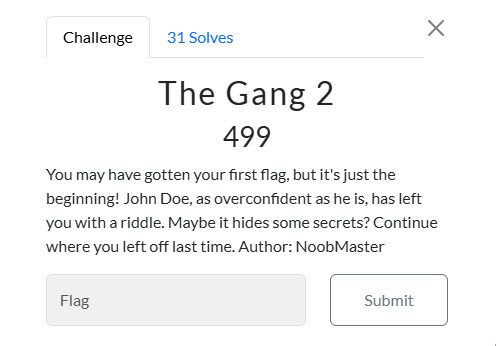 Challenge
31 Solves
The Gang 2
499
You may have gotten your first flag, but it's just the
beginning! John Doe, as overconfident as he is, has left
you with a riddle. Maybe it hides some secrets? Continue
where you left off last time. Author: NoobMaster
Flag
Submit